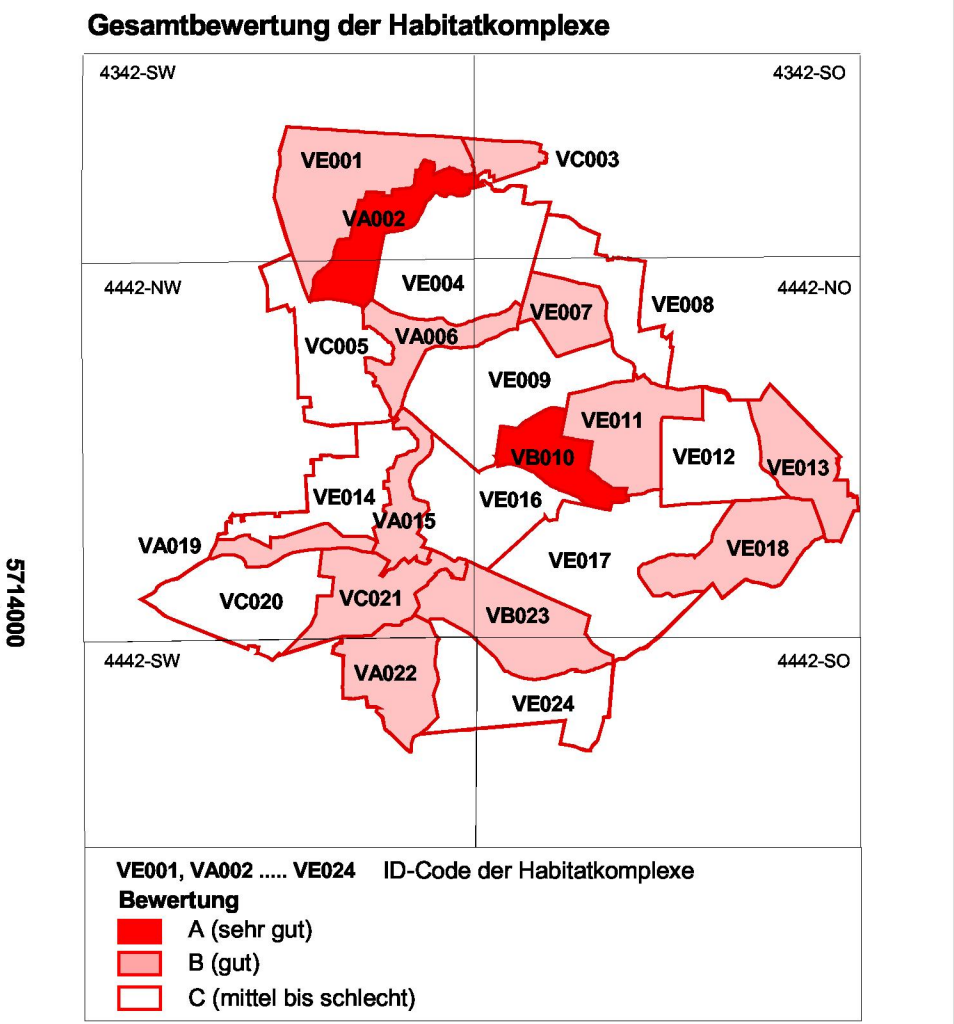 Gesamtbewertung der Habitatkomplexe
4342-SW
4342-SO
VE001
VC003
VA002
4442-NW
VE004
4442-NO
VE007
VE008
VA006
VC005
VE009
VE011
VB010
VE012
VE013
VE014
VE016
VA015
VA019
VE017
VE018
VC020
VC021
VB023
5714000
4442-SW
4442-SO
VA022
VE024
VE001, VA002 ..... VE024 ID-Code der Habitatkomplexe
Bewertung
A (sehr gut)
B (gut)
C (mittel bis schlecht)